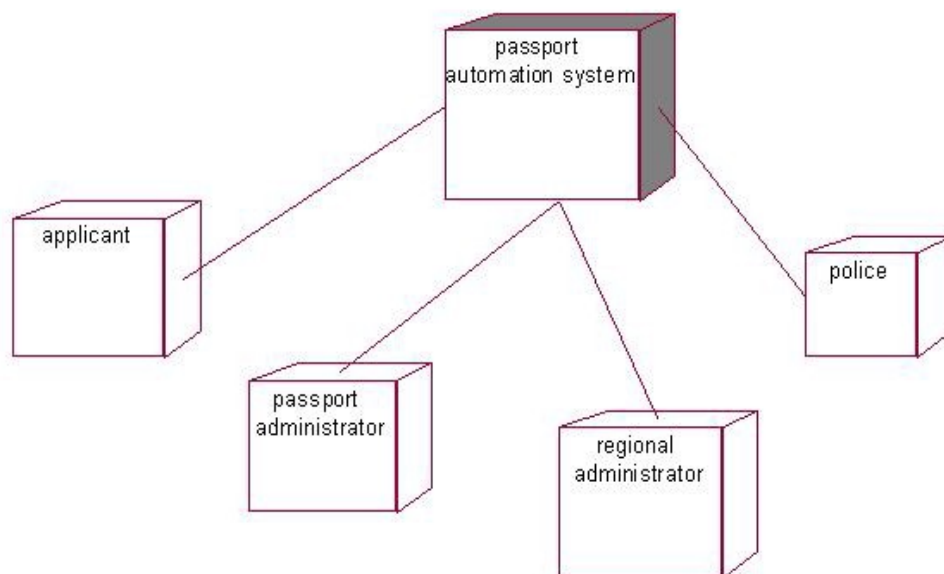 passport
automation system
applicant
police
passport
administrator
regional
administrator